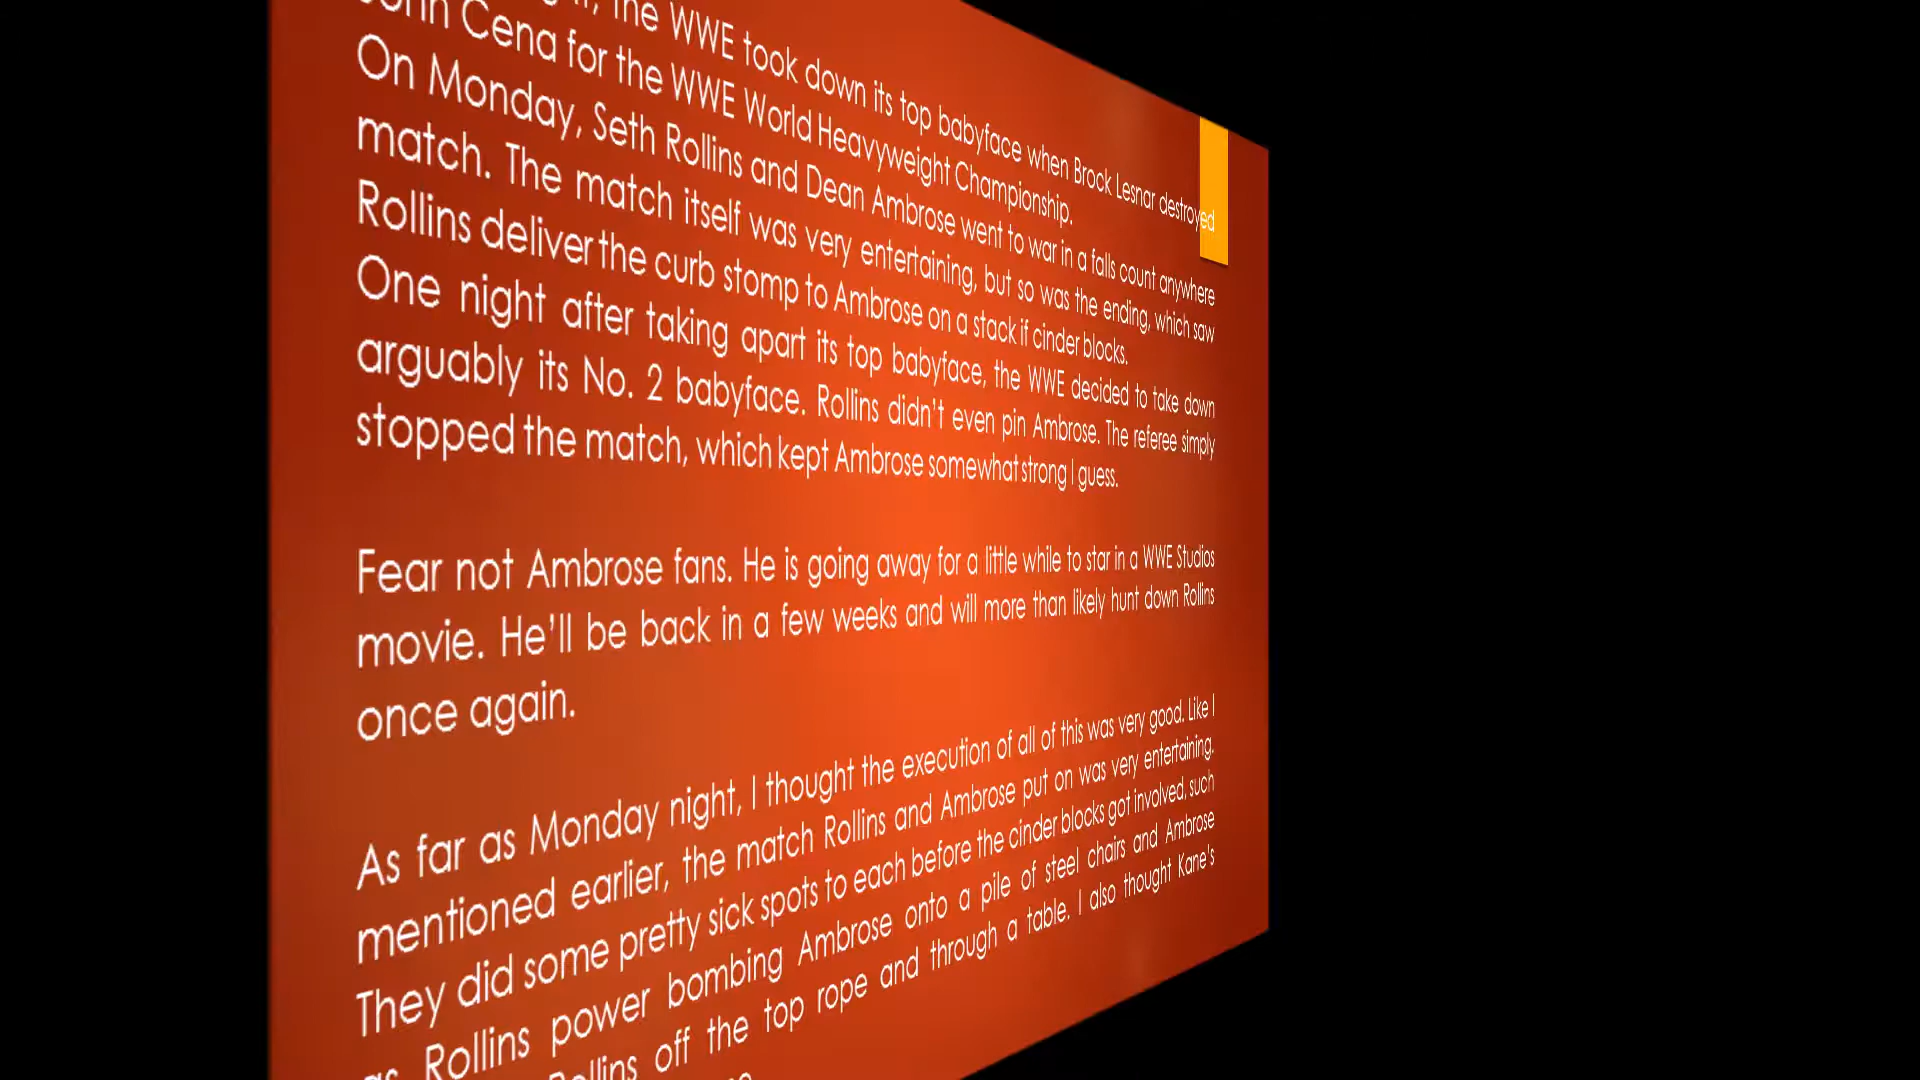 the WWE took down its top babyface when Brock Lesnar destroyed
John Cena for the WWE World Heavyweight Championship.
On Monday, Seth Rollins and Dean Ambrose went to war in a falls count anywhere
match. The match itself was very entertaining, but so was the ending, which saw
Rollins deliver the curb stomp to Ambrose on a stack if cinder blocks.
One night after taking apart its top babyface, the WWE decided to take down
arguably its No. 2 babyface. Rollins didn't even pin Ambrose. The referee simply
stopped the match, which kept Ambrose somewhat strong I guess.
Fear not Ambrose fans. He is going away for a little while to star in a WWE Studios
movie. He'll be back in a few weeks and will more than likely hunt down Rollins
once again.
As far as Monday night, I thought the execution of all of this was very good. Like I
mentioned earlier, the match Rollins and Ambrose put on was very entertaining.
They did some pretty sick spots to each before the cinder blocks got involved, such
as Rollins power bombing Ambrose onto a pile of steel chairs and Ambrose
Rollins off the top rope and through a table. I also thought Kane's